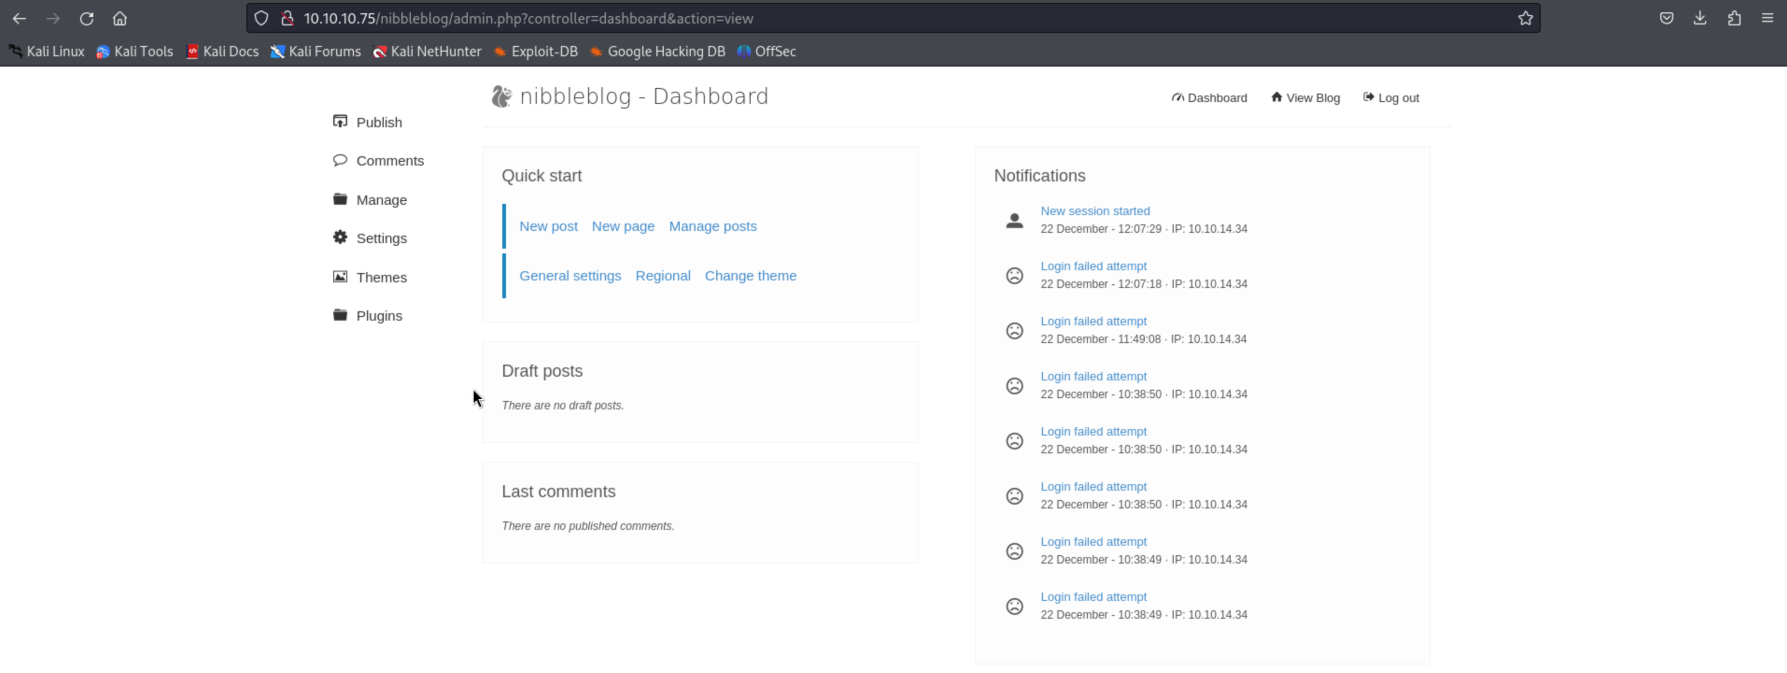 10.10.10.75/nibbleblog/admin.php?controller=dashboard&action=view
Kali Linux Kali Tools Kali Docs Kali Forums Kali NetHunter Exploit-DB Google Hacking DB OffSec
nibbleblog - Dashboard
Dashboard View Blog Log out
Publish
Comments
Manage
Settings
Themes
Plugins
Quick start
New post New page Manage posts
General settings Regional Change theme
Draft posts
There are no draft posts.
Last comments
There are no published comments.
Notifications
New session started
22 December - 12:07:29 · IP: 10.10.14.34
Login failed attempt
22 December - 12:07:18 · IP: 10.10.14.34
Login failed attempt
22 December - 11:49:08 · IP: 10.10.14.34
Login failed attempt
22 December - 10:38:50 · IP: 10.10.14.34
Login failed attempt
22 December - 10:38:50 · IP: 10.10.14.34
Login failed attempt
22 December - 10:38:50 · IP: 10.10.14.34
Login failed attempt
22 December - 10:38:49 · IP: 10.10.14.34
Login failed attempt
22 December - 10:38:49 · IP: 10.10.14.34